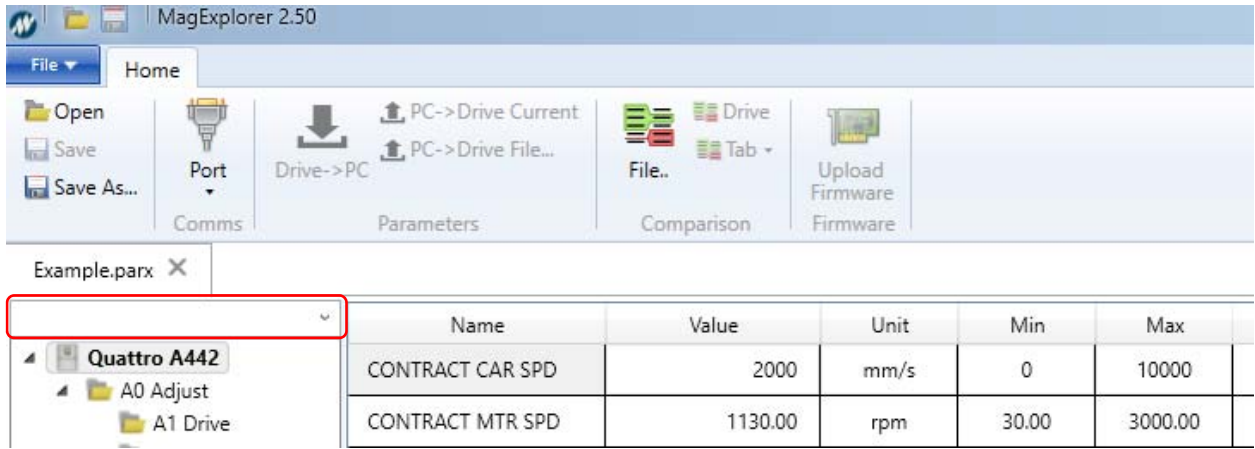 MagExplorer 2.50
File Home
Open
Save
Save As...
Port
Comms
Drive->PC
PC->Drive Current
PC->Drive File...
Parameters
File..
Drive
Tab
Comparison
Upload
Firmware
Firmware
Example.parx
Name Value Unit Min Max
Quattro A442
A0 Adjust
A1 Drive
CONTRACT CAR SPD 2000 mm/s 0 10000
CONTRACT MTR SPD 1130.00 rpm 30.00 3000.00